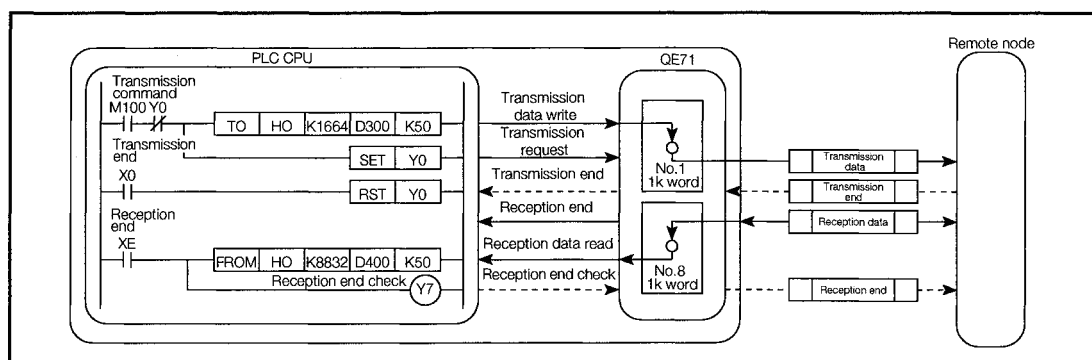 Remote node
PLC CPU
QE71
Transmission
command
M100 Y0
TO HO K1664 D300 K50
Transmission
end
SET Y0
X0
RST Y0
Reception
end
XE
FROM HO K8832 D400 K50
Reception end check
Y7
Transmission
data write
Transmission
request
Transmission end
Reception end
Reception data read
Reception end check
No.1
1k word
No.8
1k word
Transmission
data
Transmission
end
Reception data
Reception end